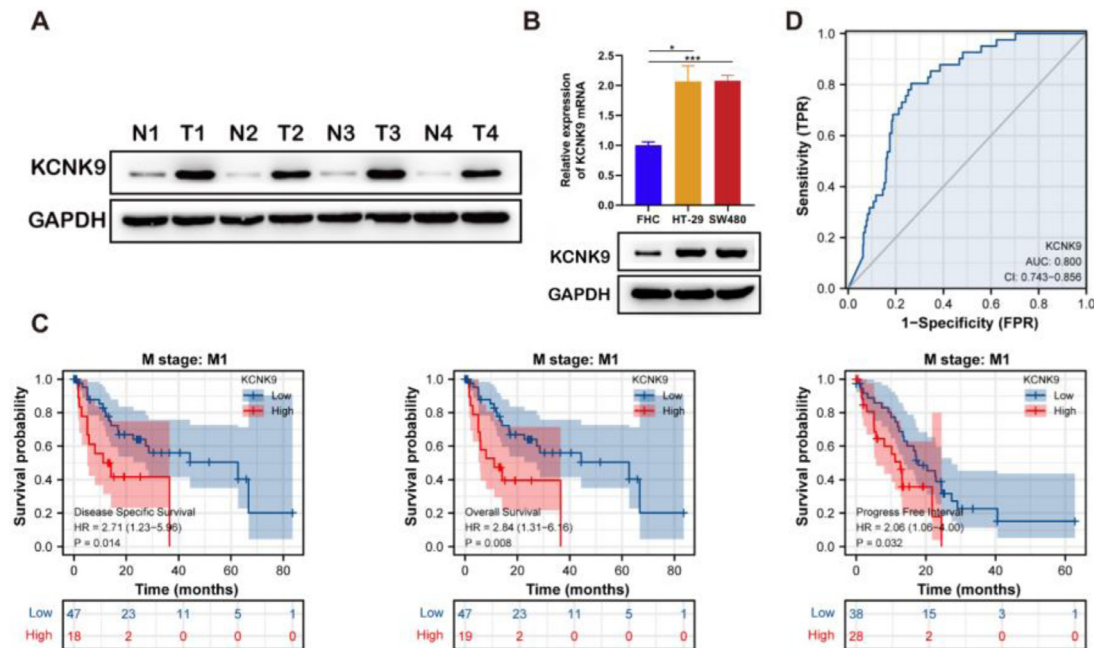 A
N1 T1 N2 T2 N3 T3 N4 T4
KCNK9
GAPDH
B
Relative expression
of KCNK9 mRNA
2.5
2.0
1.5
1.0
0.5
0.0
*
***
FHC HT-29 SW480
KCNK9
GAPDH
D
Sensitivity (TPR)
1.0
0.8
0.6
0.4
0.2
0.0
KCNK9
AUC: 0.800
CI: 0.743–0.856
0.0 0.2 0.4 0.6 0.8 1.0
1-Specificity (FPR)
C
M stage: M1
Survival probability
1.0
0.8
0.6
0.4
0.2
0.0
KCNK9
Low
High
Disease Specific Survival
HR = 2.71 (1.23–5.96)
P = 0.014
0 20 40 60 80
Time (months)
Low 47 23 11 5 1
High 18 2 0 0 0
M stage: M1
Survival probability
1.0
0.8
0.6
0.4
0.2
0.0
KCNK9
Low
High
Overall Survival
HR = 2.84 (1.31–6.16)
P = 0.008
0 20 40 60 80
Time (months)
Low 47 23 11 5 1
High 19 2 0 0 0
M stage: M1
Survival probability
1.0
0.8
0.6
0.4
0.2
0.0
KCNK9
Low
High
Progress Free Interval
HR = 2.06 (1.06–4.00)
P = 0.032
0 20 40 60
Time (months)
Low 38 15 3 1
High 28 2 0 0